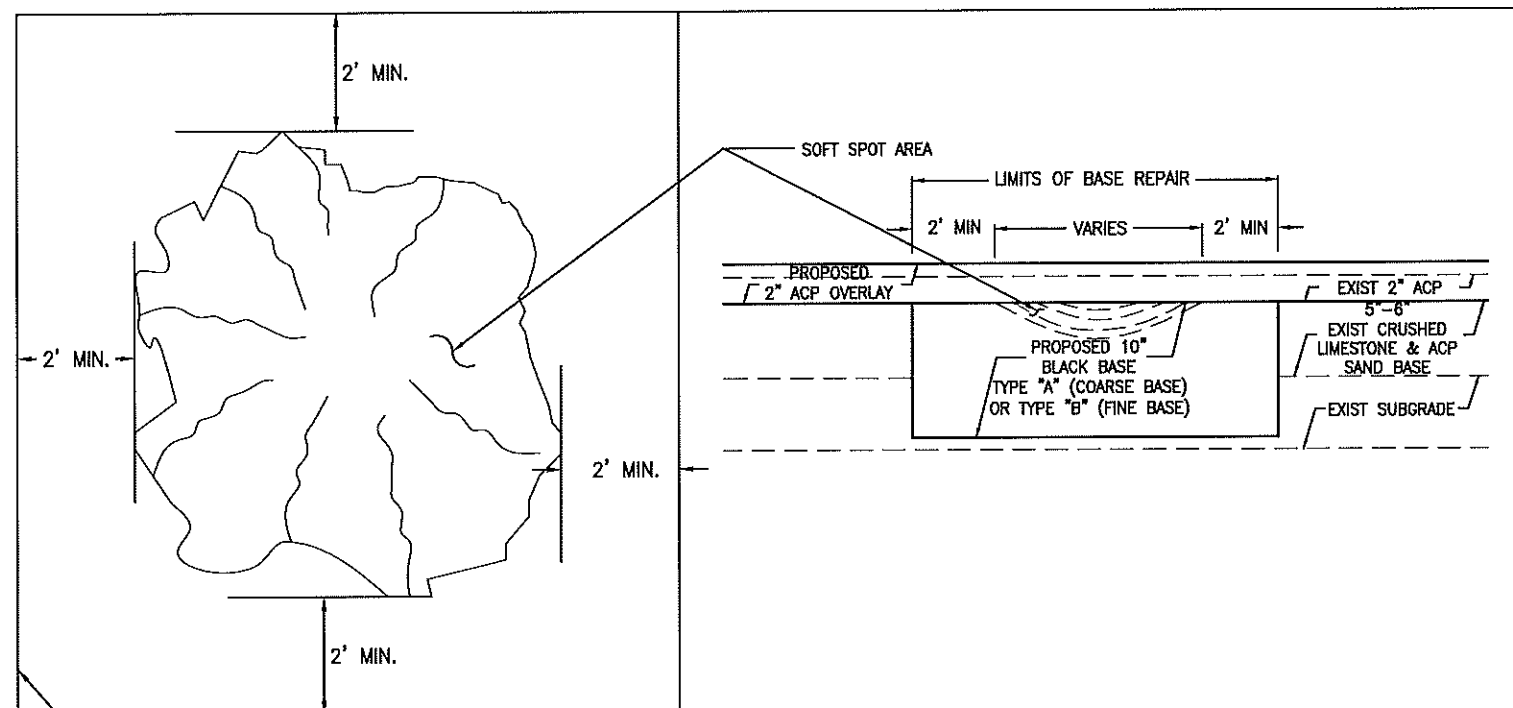 2' MIN.
SOFT SPOT AREA
LIMITS OF BASE REPAIR
2' MIN
VARIES
2' MIN
PROPOSED
2" ACP OVERLAY
EXIST 2" ACP
5"-6"
EXIST CRUSHED
LIMESTONE & ACP
SAND BASE
2' MIN.
PROPOSED 10"
BLACK BASE
TYPE "A" (COARSE BASE)
OR TYPE "B" (FINE BASE)
EXIST SUBGRADE
2' MIN.
2' MIN.